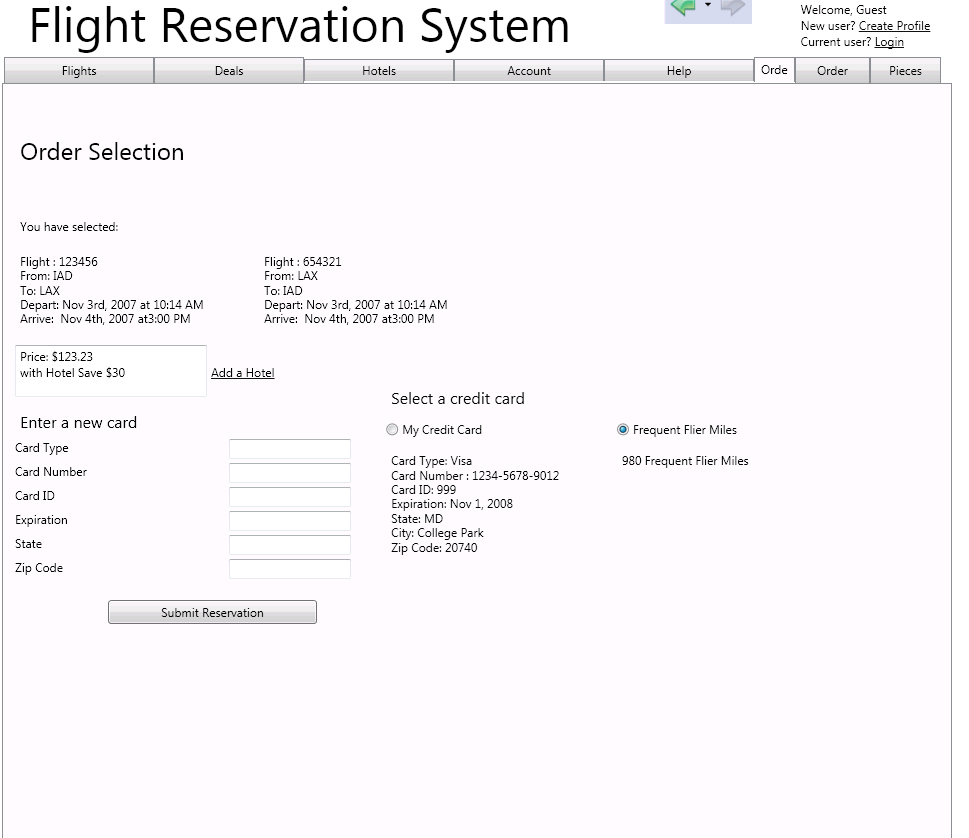 Flight Reservation System
Welcome, Guest
New user? Create Profile
Current user? Login
Flights Deals Hotels Account Help Orde Order Pieces
Order Selection
You have selected:
Flight : 123456
From: IAD
To: LAX
Depart: Nov 3rd, 2007 at 10:14 AM
Arrive:  Nov 4th, 2007 at3:00 PM
Flight : 654321
From: LAX
To: IAD
Depart: Nov 3rd, 2007 at 10:14 AM
Arrive:  Nov 4th, 2007 at3:00 PM
Price: $123.23
with Hotel Save $30
Add a Hotel
Enter a new card
Card Type
Card Number
Card ID
Expiration
State
Zip Code
Submit Reservation
Select a credit card
My Credit Card
Card Type: Visa
Card Number : 1234-5678-9012
Card ID: 999
Expiration: Nov 1, 2008
State: MD
City: College Park
Zip Code: 20740
Frequent Flier Miles
980 Frequent Flier Miles